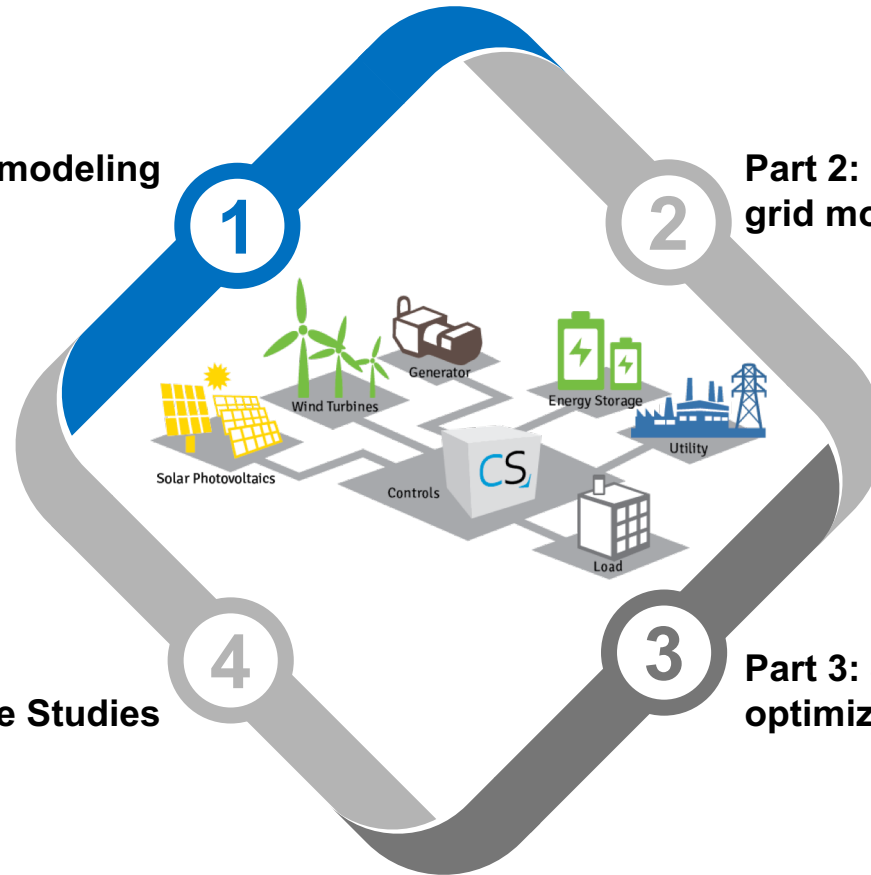 modeling
1
Part 2:
grid mo
2
Generator
Wind Turbines
Energy Storage
Utility
Solar Photovoltaics
Controls
CS
Load
4
e Studies
3
Part 3:
optimiz